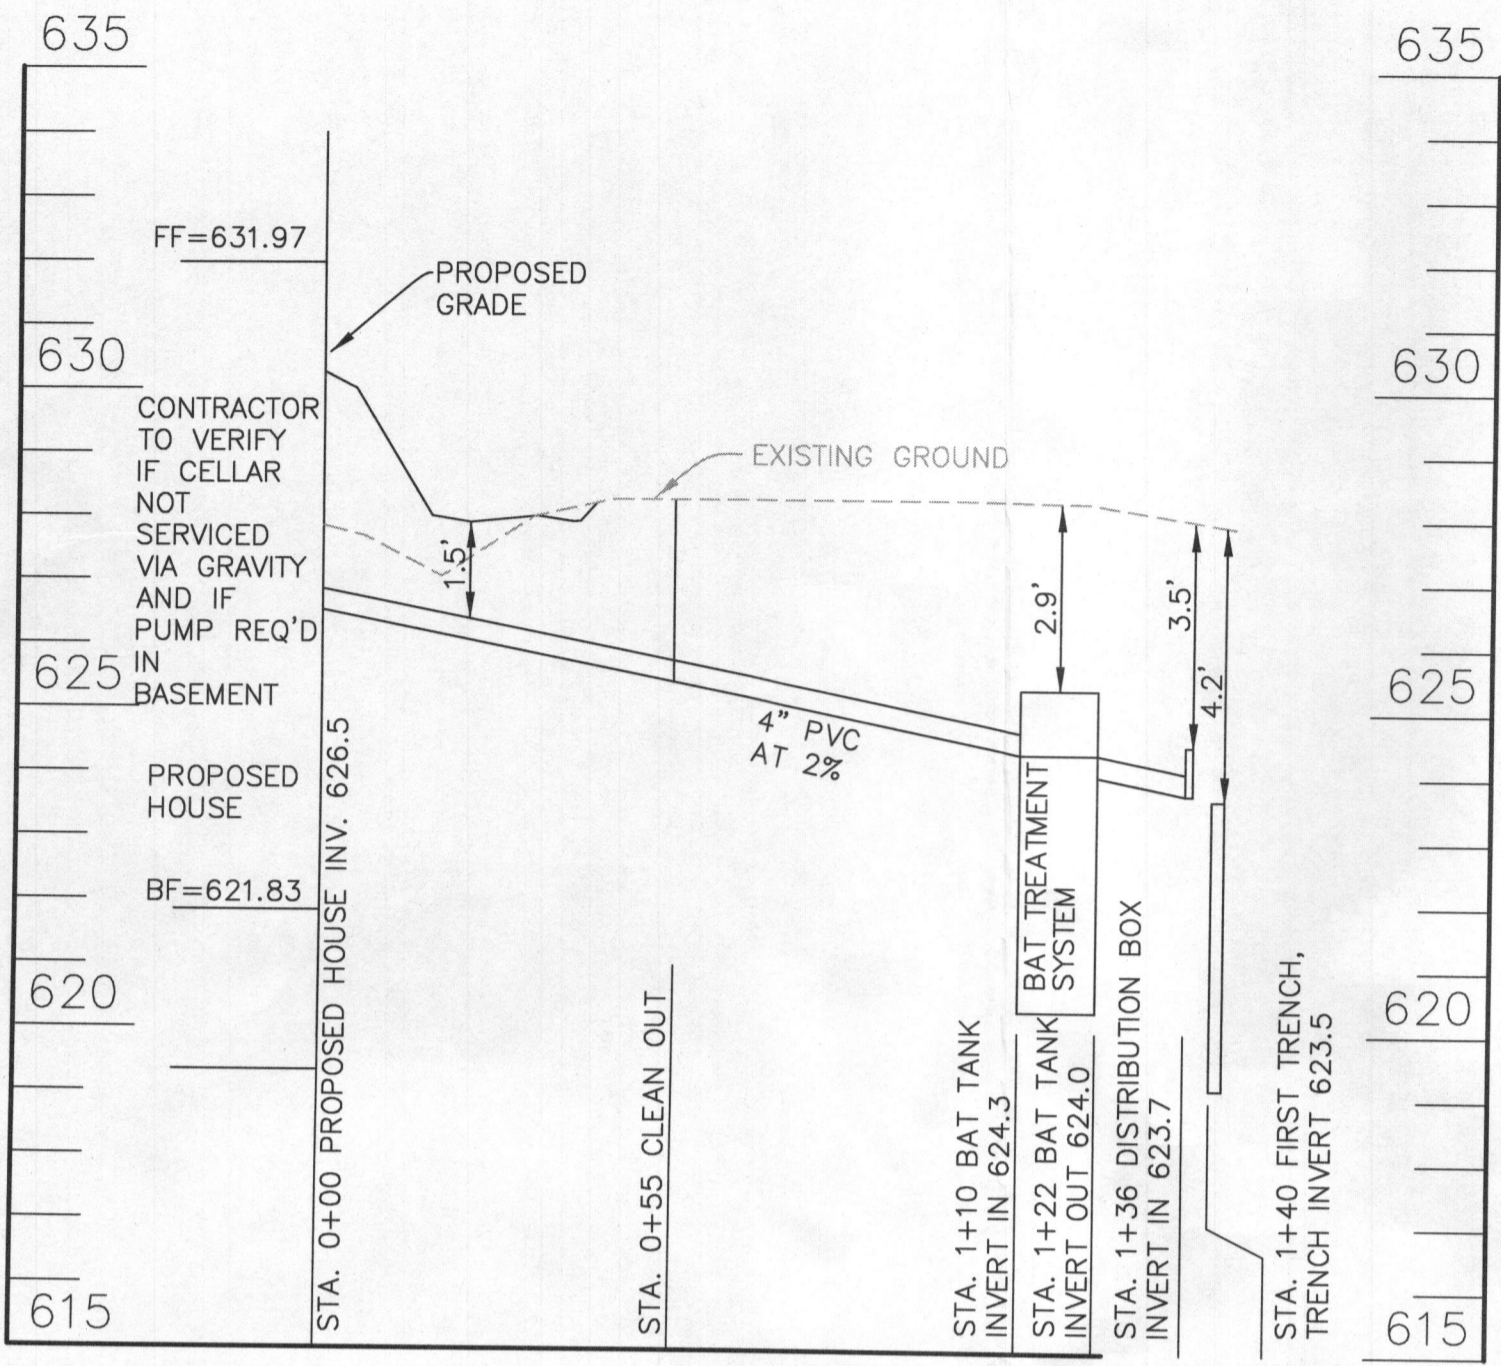 635
635
FF=631.97
PROPOSED
GRADE
630
630
CONTRACTOR
TO VERIFY
IF CELLAR
NOT
SERVICED
VIA GRAVITY
AND IF
PUMP REQ'D
IN
BASEMENT
EXISTING GROUND
1.5'
2.9'
3.5'
4.2'
625
625
4" PVC
AT 2%
PROPOSED
HOUSE
BF=621.83
BAT TREATMENT
SYSTEM
620
620
STA. 0+00 PROPOSED HOUSE INV. 626.5
STA. 0+55 CLEAN OUT
STA. 1+10 BAT TANK
INVERT IN 624.3
STA. 1+22 BAT TANK
INVERT OUT 624.0
STA. 1+36 DISTRIBUTION BOX
INVERT IN 623.7
STA. 1+40 FIRST TRENCH,
TRENCH INVERT 623.5
615
615